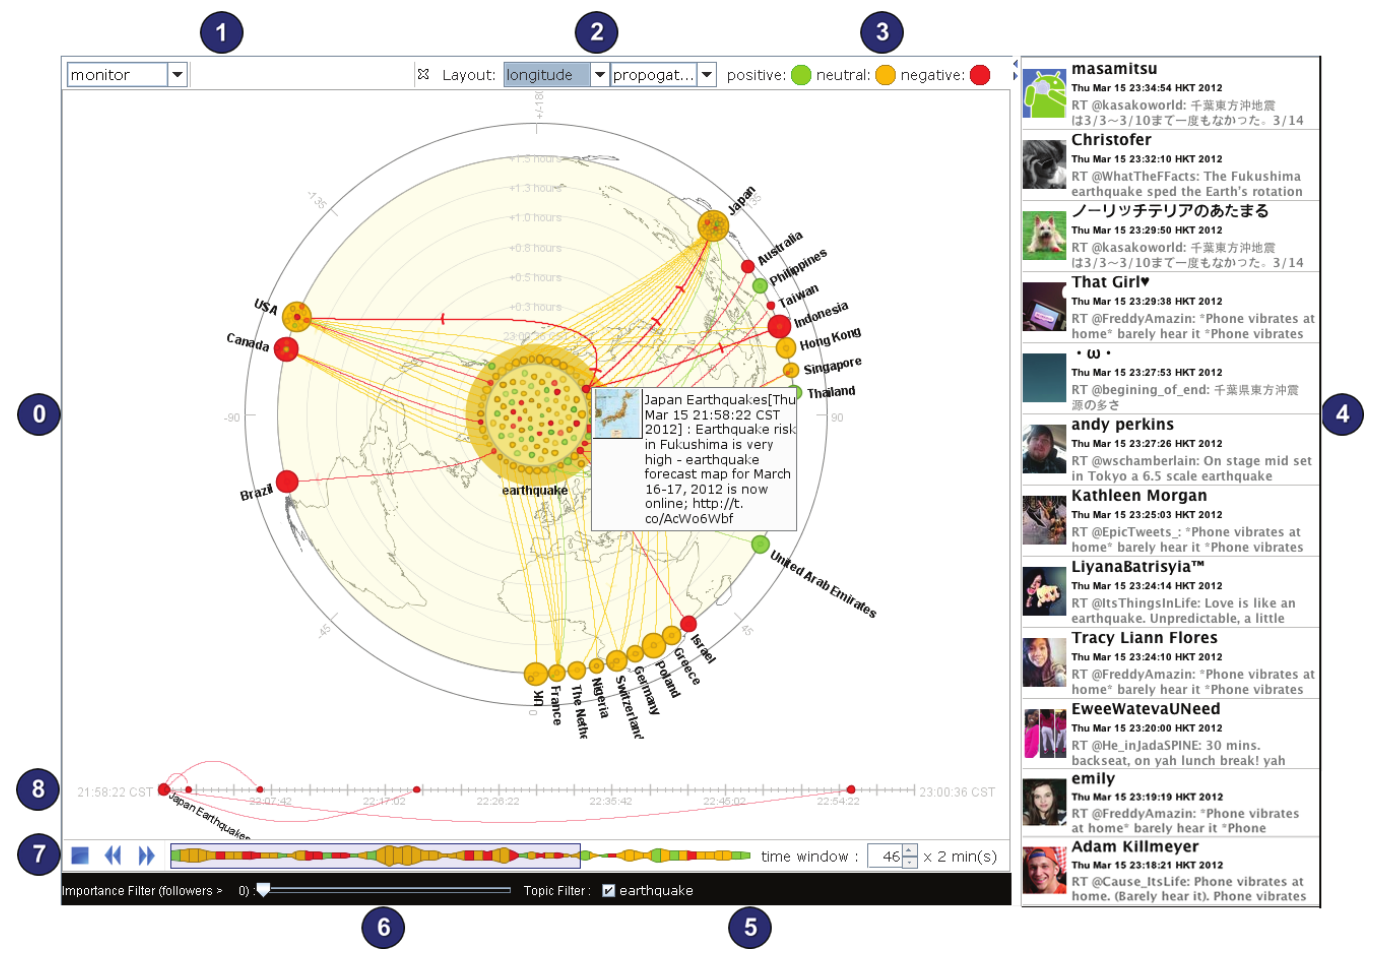 1
2
3
monitor
Layout:
longitude
propogat...
positive:
neutral:
negative:
+/-180
+1.5 hours
+1.3 hours
+1.0 hours
+0.8 hours
+0.5 hours
+0.3 hours
-135
-90
-45
0
45
90
Japan
Australia
Philippines
Taiwan
Indonesia
Hong Kong
Singapore
Thailand
USA
Canada
Brazil
United Arab Emirates
Israel
Greece
Poland
Germany
Switzerland
Nigeria
The Nethe
France
UK
earthquake
Japan Earthquakes[Thu
Mar 15 21:58:22 CST
2012] : Earthquake risk
in Fukushima is very
high - earthquake
forecast map for March
16-17, 2012 is now
online; http://t.
co/AcWo6Wbf
0
4
masamitsu
Thu Mar 15 23:34:54 HKT 2012
RT @kasakoworld: 千葉東方沖地震
は3/3~3/10まで一度もなかった。3/14
Christofer
Thu Mar 15 23:32:10 HKT 2012
RT @WhatTheFFacts: The Fukushima
earthquake sped the Earth's rotation
ノーリッチテリアのあたまる
Thu Mar 15 23:29:50 HKT 2012
RT @kasakoworld: 千葉東方沖地震
は3/3~3/10まで一度もなかった。3/14
That Girl♥
Thu Mar 15 23:29:38 HKT 2012
RT @FreddyAmazin: *Phone vibrates at
home* barely hear it *Phone vibrates
・ω・
Thu Mar 15 23:27:53 HKT 2012
RT @begining_of_end: 千葉県東方沖震
源の多さ
andy perkins
Thu Mar 15 23:27:26 HKT 2012
RT @wschamberlain: On stage mid set
in Tokyo a 6.5 scale earthquake
Kathleen Morgan
Thu Mar 15 23:25:03 HKT 2012
RT @EpicTweets_: *Phone vibrates at
home* barely hear it *Phone vibrates
LiyanaBatrisyia™
Thu Mar 15 23:24:14 HKT 2012
RT @ItsThingsInLife: Love is like an
earthquake. Unpredictable, a little
Tracy Liann Flores
Thu Mar 15 23:24:10 HKT 2012
RT @FreddyAmazin: *Phone vibrates at
home* barely hear it *Phone vibrates
EweeWatevaUNeed
Thu Mar 15 23:20:00 HKT 2012
RT @He_inJadaSPINE: 30 mins.
backseat, on yah lunch break! yah
emily
Thu Mar 15 23:19:19 HKT 2012
RT @FreddyAmazin: *Phone vibrates
at home* barely hear it *Phone
Adam Killmeyer
Thu Mar 15 23:18:21 HKT 2012
RT @Cause_ItsLife: Phone vibrates at
home. (Barely hear it). Phone vibrates
8
21:58:22 CST
22:07:42
22:17:02
22:26:22
22:35:42
22:45:02
22:54:22
23:00:36 CST
Japan Earthquakes
7
time window :
46
x 2 min(s)
Importance Filter (followers >
0) :
Topic Filter :
earthquake
6
5